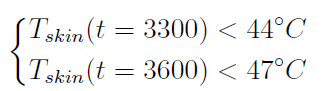 T_skin(t = 3300) < 44°C
T_skin(t = 3600) < 47°C